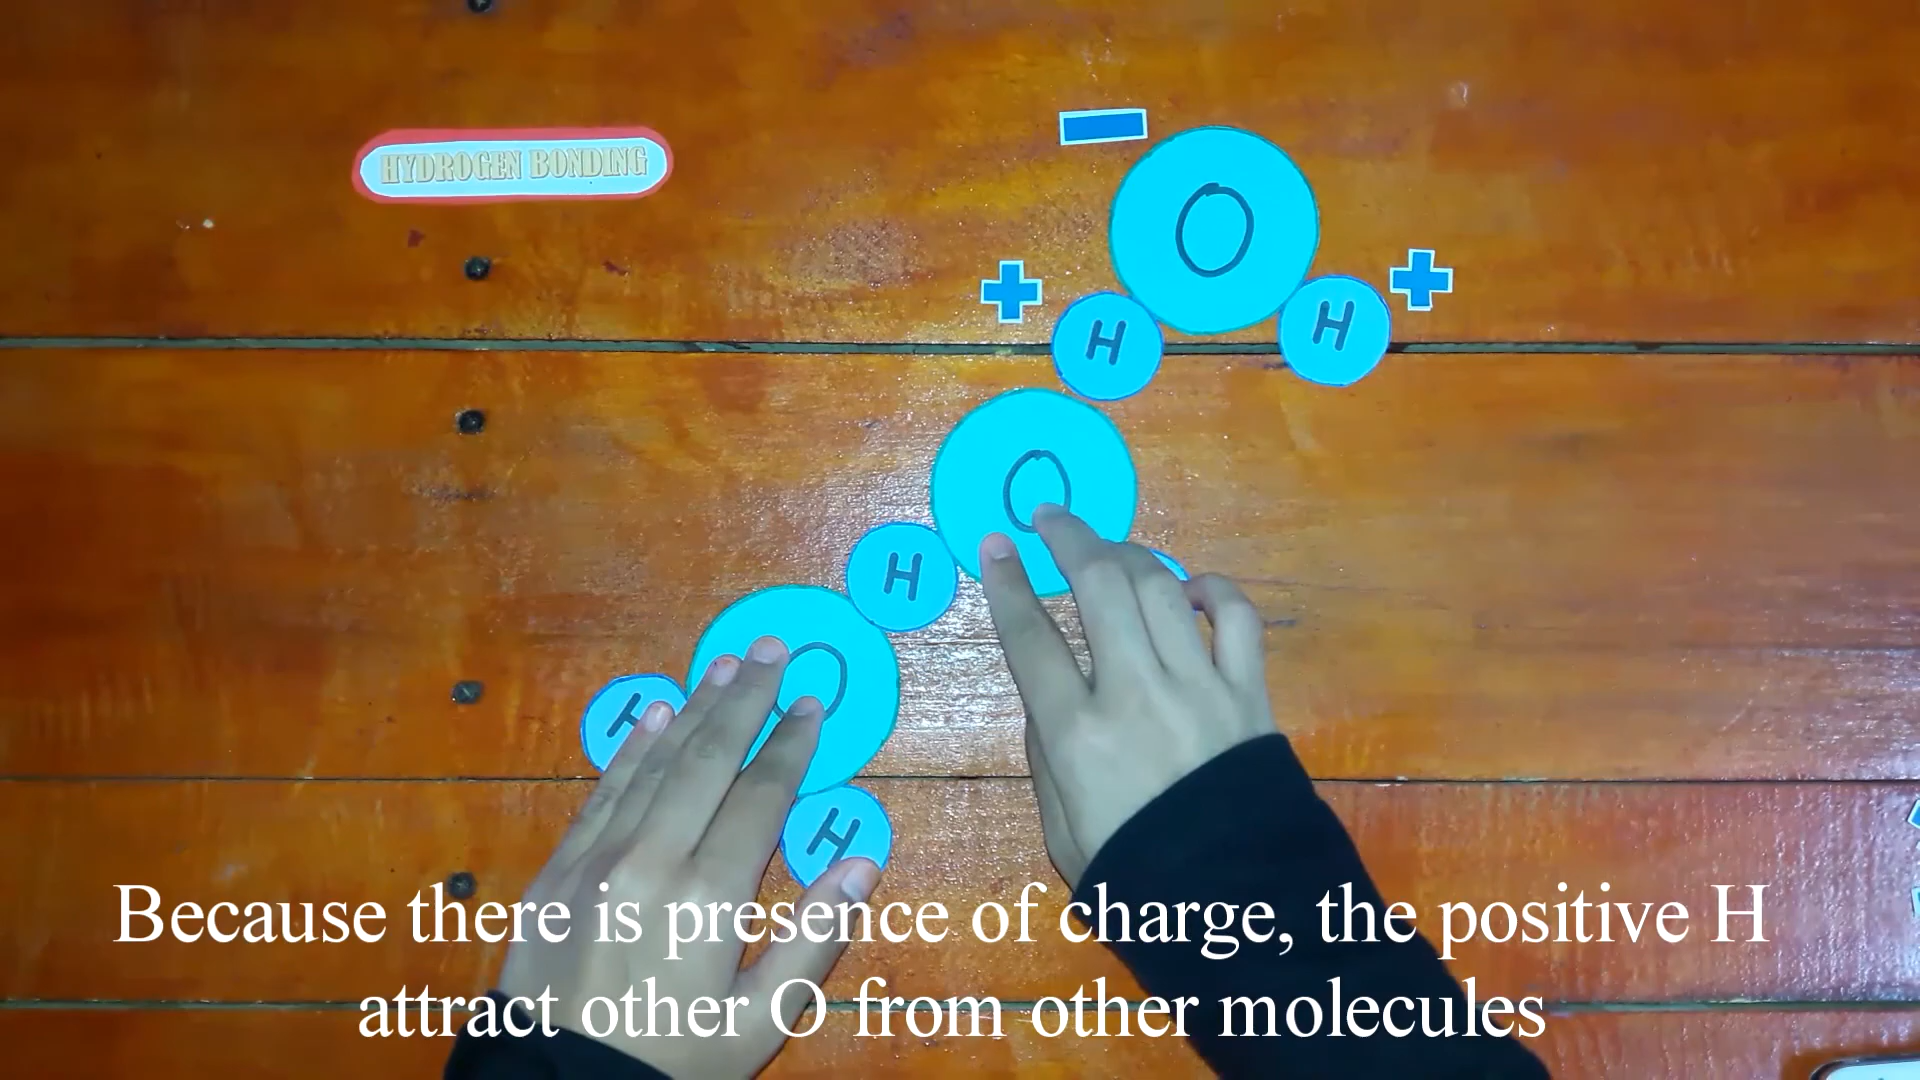 HYDROGEN BONDING
O
H
H
O
H
O
H
H
Because there is presence of charge, the positive H
attract other O from other molecules